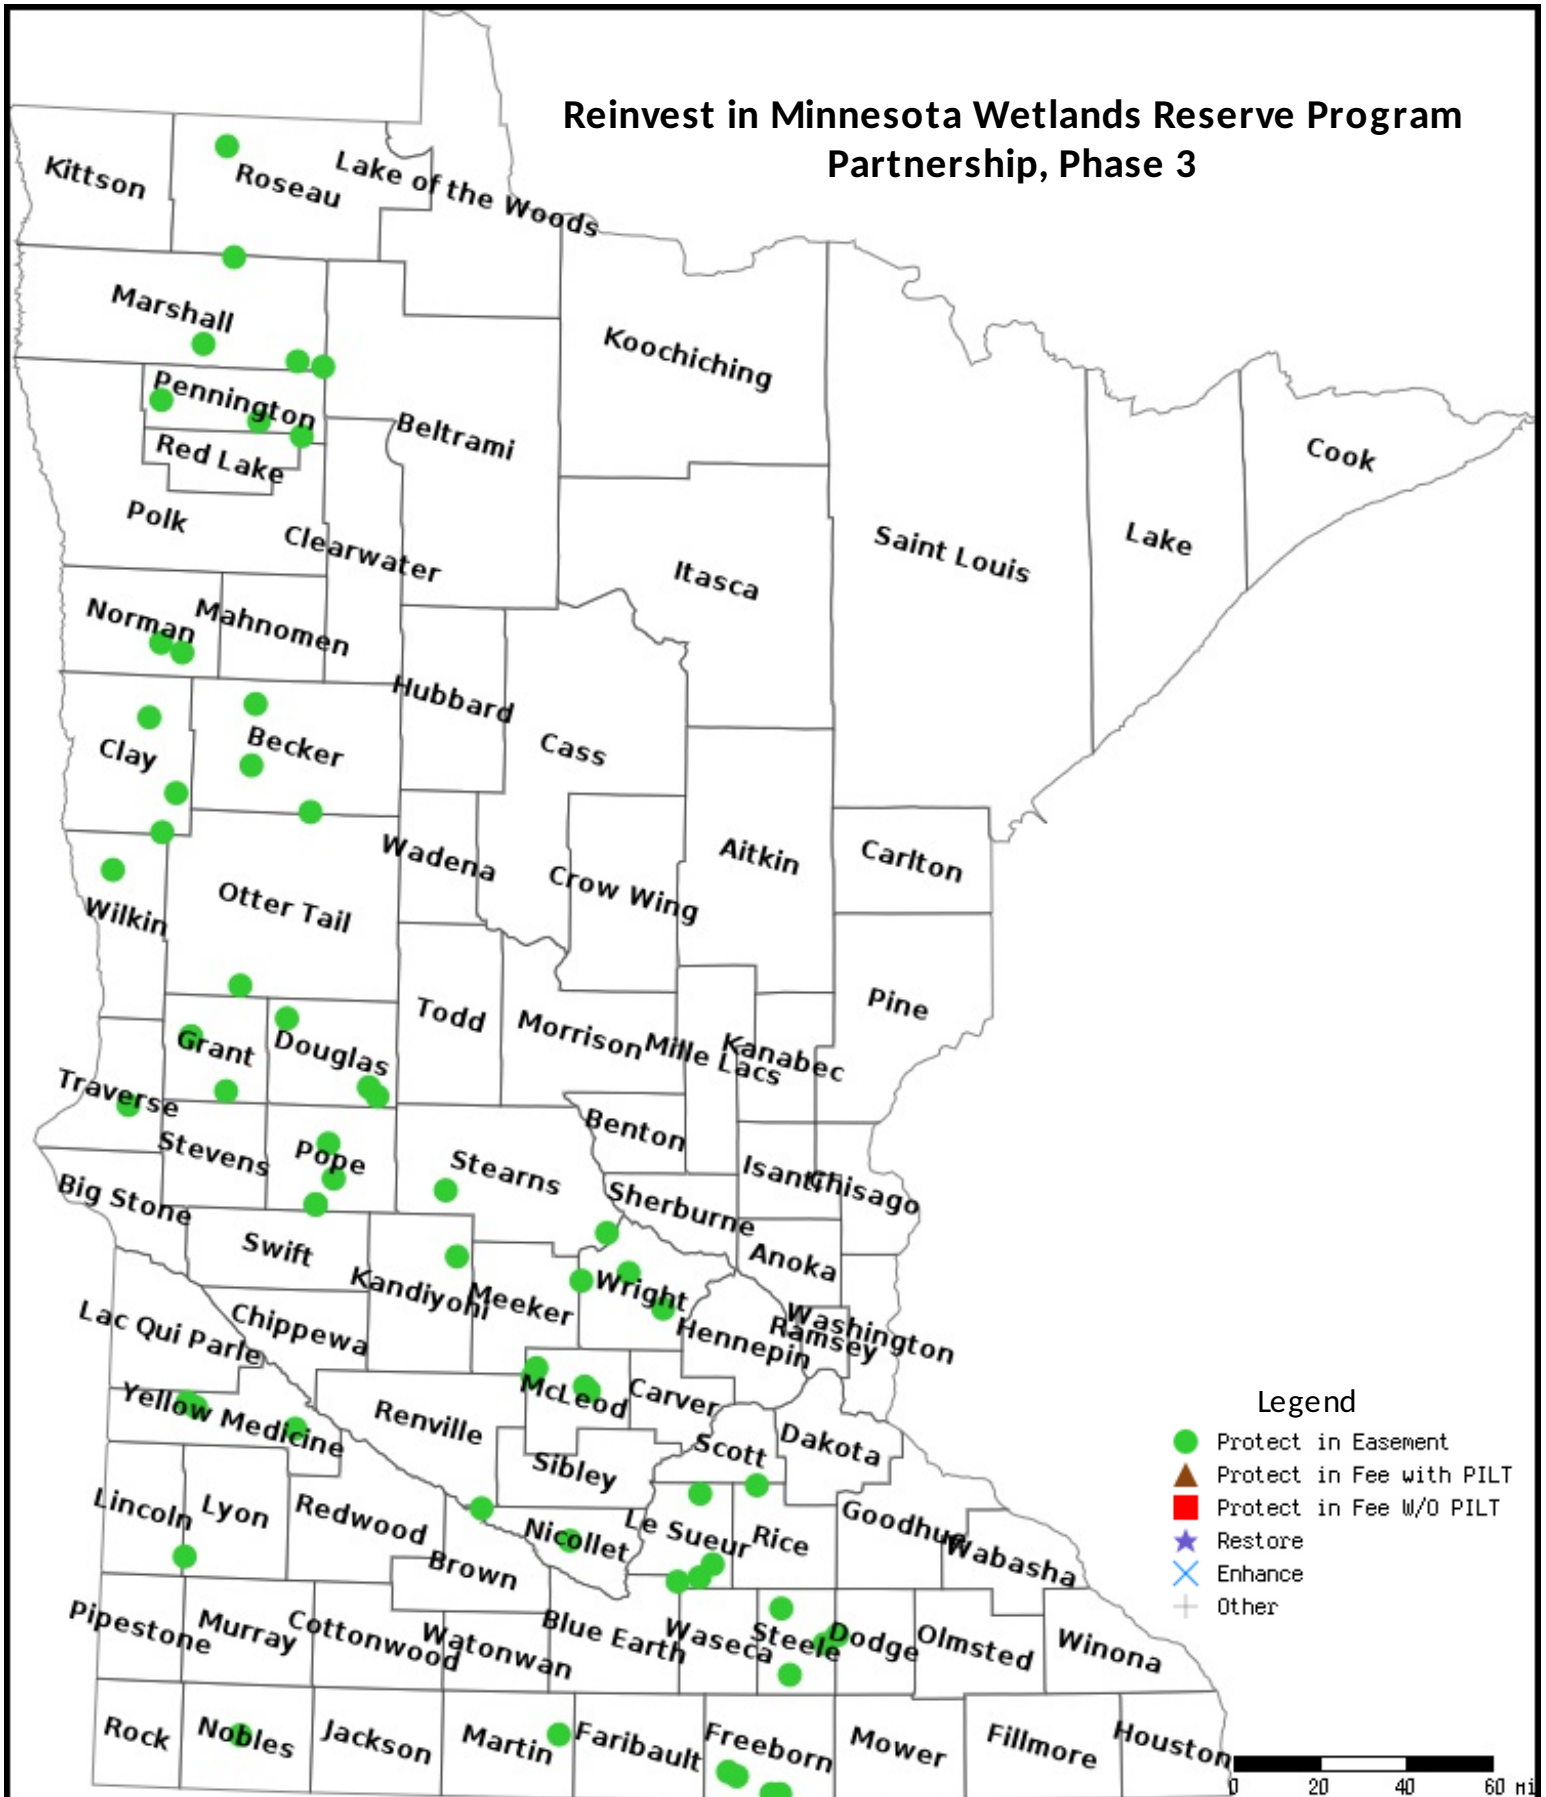 Reinvest in Minnesota Wetlands Reserve Program
Partnership, Phase 3
Kittson
Roseau
Lake of the Woods
Marshall
Koochiching
Pennington
Beltrami
Red Lake
Cook
Polk
Clearwater
Saint Louis
Lake
Itasca
Norman
Mahnomen
Hubbard
Clay
Becker
Cass
Wadena
Aitkin
Carlton
Crow Wing
Otter Tail
Wilkin
Pine
Todd
Morrison
Mille Lacs
Kanabec
Grant
Douglas
Traverse
Benton
Stevens
Pope
Stearns
Isanti
Chisago
Big Stone
Sherburne
Swift
Anoka
Kandiyohi
Meeker
Wright
Lac Qui Parle
Chippewa
Hennepin
Ramsey
Washington
McLeod
Carver
Yellow Medicine
Renville
Scott
Dakota
Sibley
Lincoln
Lyon
Redwood
Nicollet
Le Sueur
Rice
Goodhue
Wabasha
Brown
Pipestone
Murray
Cottonwood
Watonwan
Blue Earth
Waseca
Steele
Dodge
Olmsted
Winona
Rock
Nobles
Jackson
Martin
Faribault
Freeborn
Mower
Fillmore
Houston
Legend
Protect in Easement
Protect in Fee with PILT
Protect in Fee W/O PILT
Restore
Enhance
Other
0 20 40 60 mi